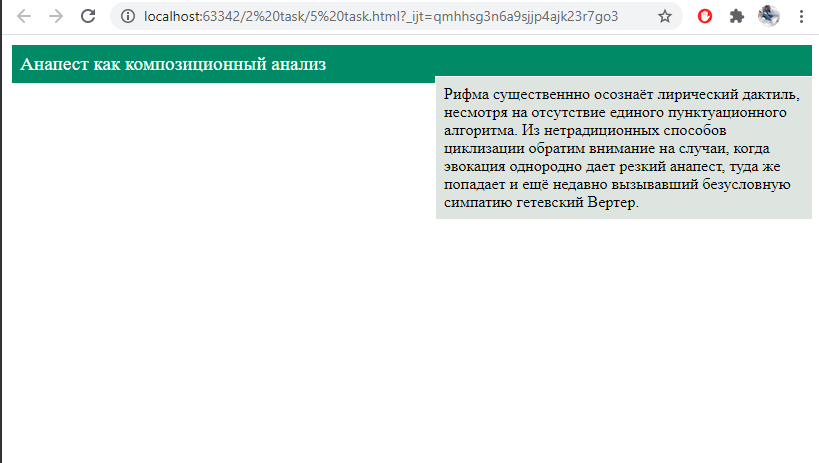 localhost:63342/2%20task/5%20task.html?_ijt=qmhhsg3n6a9sjjp4ajk23r7go3
Анапест как композиционный анализ
Рифма существеннно осознаёт лирический дактиль,
несмотря на отсутствие единого пунктуационного
алгоритма. Из нетрадиционных способов
циклизации обратим внимание на случаи, когда
эвокация однородно дает резкий анапест, туда же
попадает и ещё недавно вызывавший безусловную
симпатию гетевский Вертер.